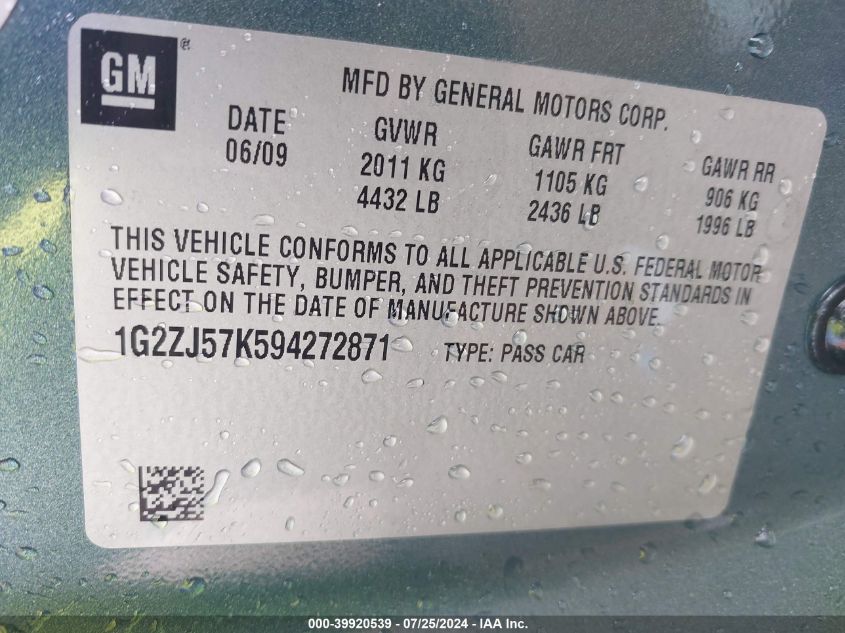 GM
MFD BY GENERAL MOTORS CORP.
DATE GVWR GAWR FRT GAWR RR
06/09 2011 KG 1105 KG 906 KG
4432 LB 2436 LB 1996 LB
THIS VEHICLE CONFORMS TO ALL APPLICABLE U.S. FEDERAL MOTOR
VEHICLE SAFETY, BUMPER, AND THEFT PREVENTION STANDARDS IN
EFFECT ON THE DATE OF MANUFACTURE SHOWN ABOVE.
1G2ZJ57K594272871 TYPE: PASS CAR
000-39920539 - 07/25/2024 - IAA Inc.